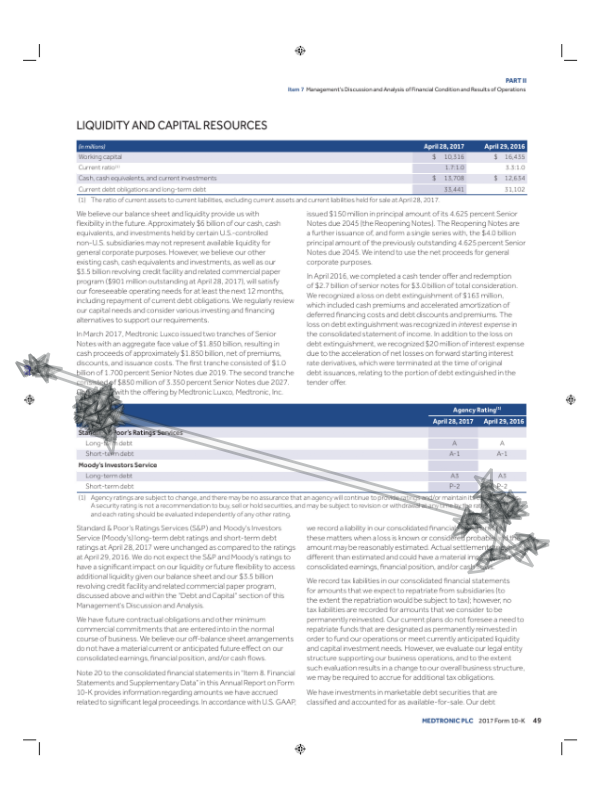 PART II
Item 7 Management's Discussion and Analysis of Financial Condition and Results of Operations
LIQUIDITY AND CAPITAL RESOURCES
(in millions) April 28, 2017 April 29, 2016
Working capital $ 10,316 $ 16,435
Current ratio(1) 1.7:1.0 3.3:1.0
Cash, cash equivalents, and current investments $ 13,708 $ 12,634
Current debt obligations and long-term debt 33,441 31,102
(1) The ratio of current assets to current liabilities, excluding current assets and current liabilities held for sale at April 28, 2017.
We believe our balance sheet and liquidity provide us with
flexibility in the future. Approximately $6 billion of our cash, cash
equivalents, and investments held by certain U.S.-controlled
non-U.S. subsidiaries may not represent available liquidity for
general corporate purposes. However, we believe our other
existing cash, cash equivalents and investments, as well as our
$3.5 billion revolving credit facility and related commercial paper
program ($901 million outstanding at April 28, 2017), will satisfy
our foreseeable operating needs for at least the next 12 months,
including repayment of current debt obligations. We regularly review
our capital needs and consider various investing and financing
alternatives to support our requirements.
In March 2017, Medtronic Luxco issued two tranches of Senior
Notes with an aggregate face value of $1.850 billion, resulting in
cash proceeds of approximately $1.850 billion, net of premiums,
discounts, and issuance costs. The first tranche consisted of $1.0
billion of 1.700 percent Senior Notes due 2019. The second tranche
of $850 million of 3.350 percent Senior Notes due 2027.
with the offering by Medtronic Luxco, Medtronic, Inc.
issued $150 million in principal amount of its 4.625 percent Senior
Notes due 2045 (the Reopening Notes). The Reopening Notes are
a further issuance of, and form a single series with, the $4.0 billion
principal amount of the previously outstanding 4.625 percent Senior
Notes due 2045. We intend to use the net proceeds for general
corporate purposes.
In April 2016, we completed a cash tender offer and redemption
of $2.7 billion of senior notes for $3.0 billion of total consideration.
We recognized a loss on debt extinguishment of $163 million,
which included cash premiums and accelerated amortization of
deferred financing costs and debt discounts and premiums. The
loss on debt extinguishment was recognized in interest expense in
the consolidated statement of income. In addition to the loss on
debt extinguishment, we recognized $20 million of interest expense
due to the acceleration of net losses on forward starting interest
rate derivatives, which were terminated at the time of original
debt issuances, relating to the portion of debt extinguished in the
tender offer.
Agency Rating(1)
April 28, 2017 April 29, 2016
Poor's Ratings Services
Long-term debt A A
Short-term debt A-1 A-1
Moody's Investors Service
Long-term debt A3 A3
Short-term debt P-2 P-2
(1) Agency ratings are subject to change, and there may be no assurance that an agency will continue to provide ratings and/or maintain its
A security rating is not a recommendation to buy, sell or hold securities, and may be subject to revision or withdrawal at any time by the
and each rating should be evaluated independently of any other rating.
Standard & Poor's Ratings Services (S&P) and Moody's Investors
Service (Moody's) long-term debt ratings and short-term debt
ratings at April 28, 2017 were unchanged as compared to the ratings
at April 29, 2016. We do not expect the S&P and Moody's ratings to
have a significant impact on our liquidity or future flexibility to access
additional liquidity given our balance sheet and our $3.5 billion
revolving credit facility and related commercial paper program,
discussed above and within the "Debt and Capital" section of this
Management's Discussion and Analysis.
We have future contractual obligations and other minimum
commercial commitments that are entered into in the normal
course of business. We believe our off-balance sheet arrangements
do not have a material current or anticipated future effect on our
consolidated earnings, financial position, and/or cash flows.
Note 20 to the consolidated financial statements in "Item 8. Financial
Statements and Supplementary Data" in this Annual Report on Form
10-K provides information regarding amounts we have accrued
related to significant legal proceedings. In accordance with U.S. GAAP,
we record a liability in our consolidated financial
these matters when a loss is known or considered probable and the
amount may be reasonably estimated. Actual settlements
different than estimated and could have a material
consolidated earnings, financial position, and/or cash
We record tax liabilities in our consolidated financial statements
for amounts that we expect to repatriate from subsidiaries (to
the extent the repatriation would be subject to tax); however, no
tax liabilities are recorded for amounts that we consider to be
permanently reinvested. Our current plans do not foresee a need to
repatriate funds that are designated as permanently reinvested in
order to fund our operations or meet currently anticipated liquidity
and capital investment needs. However, we evaluate our legal entity
structure supporting our business operations, and to the extent
such evaluation results in a change to our overall business structure,
we may be required to accrue for additional tax obligations.
We have investments in marketable debt securities that are
classified and accounted for as available-for-sale. Our debt
MEDTRONIC PLC 2017 Form 10-K 49